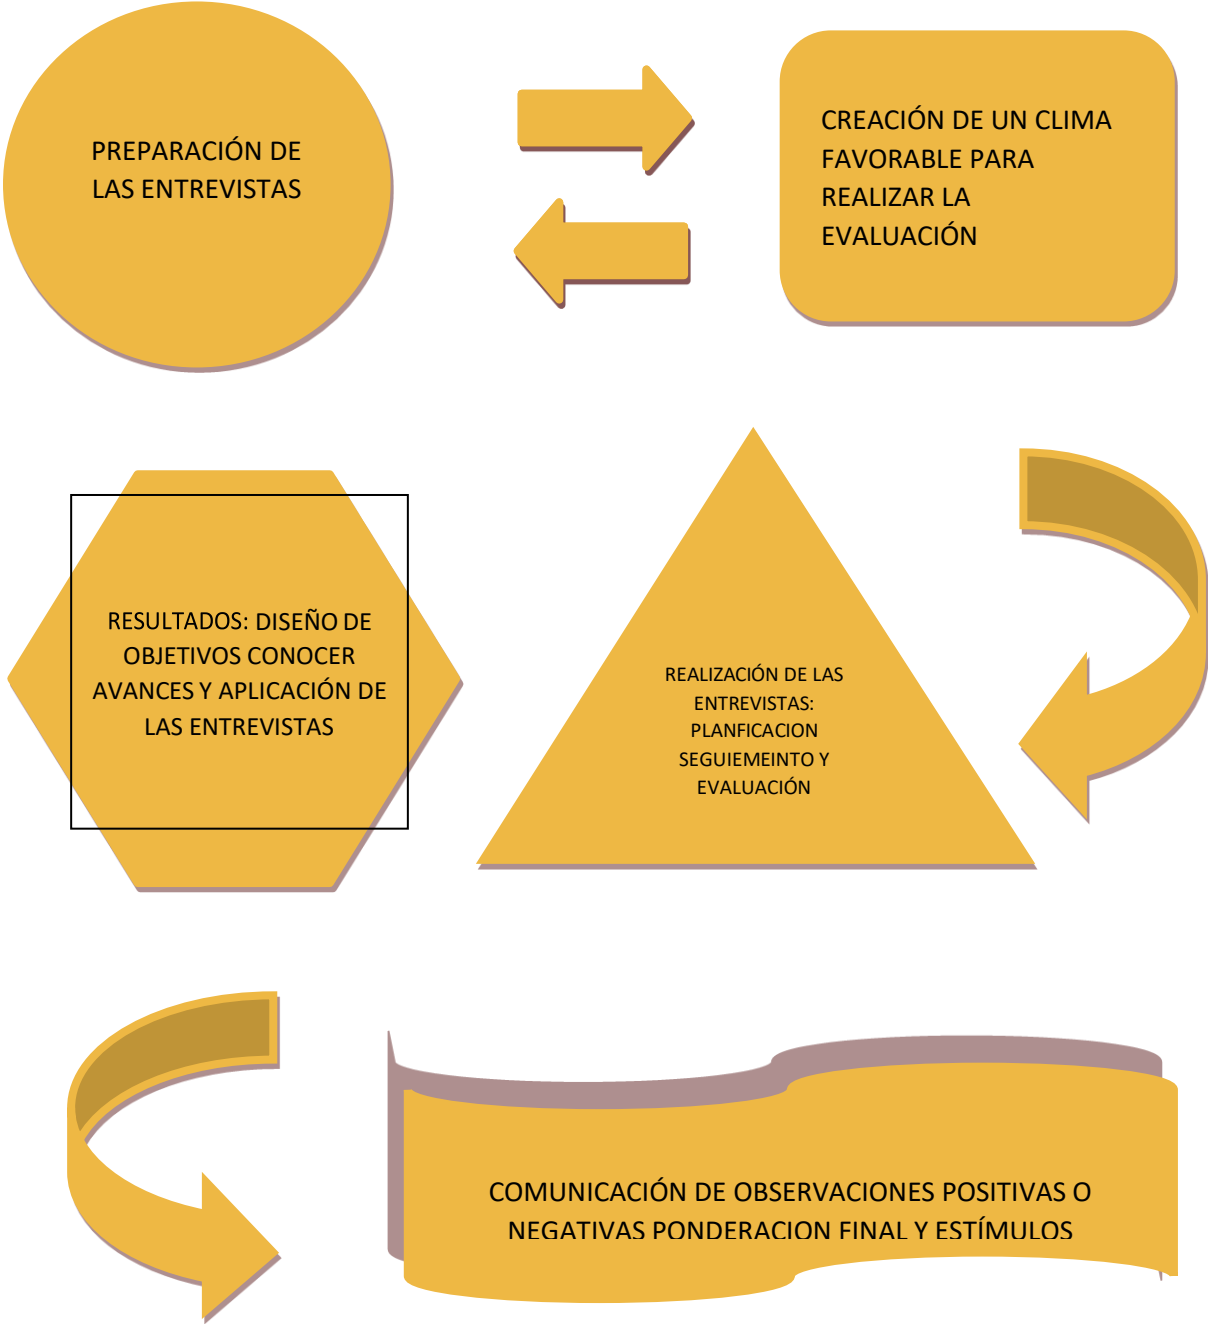 PREPARACIÓN DE
LAS ENTREVISTAS
CREACIÓN DE UN CLIMA
FAVORABLE PARA
REALIZAR LA
EVALUACIÓN
RESULTADOS: DISEÑO DE
OBJETIVOS CONOCER
AVANCES Y APLICACIÓN DE
LAS ENTREVISTAS
REALIZACIÓN DE LAS
ENTREVISTAS:
PLANFICACION
SEGUIEMEINTO Y
EVALUACIÓN
COMUNICACIÓN DE OBSERVACIONES POSITIVAS O
NEGATIVAS PONDERACION FINAL Y ESTÍMULOS